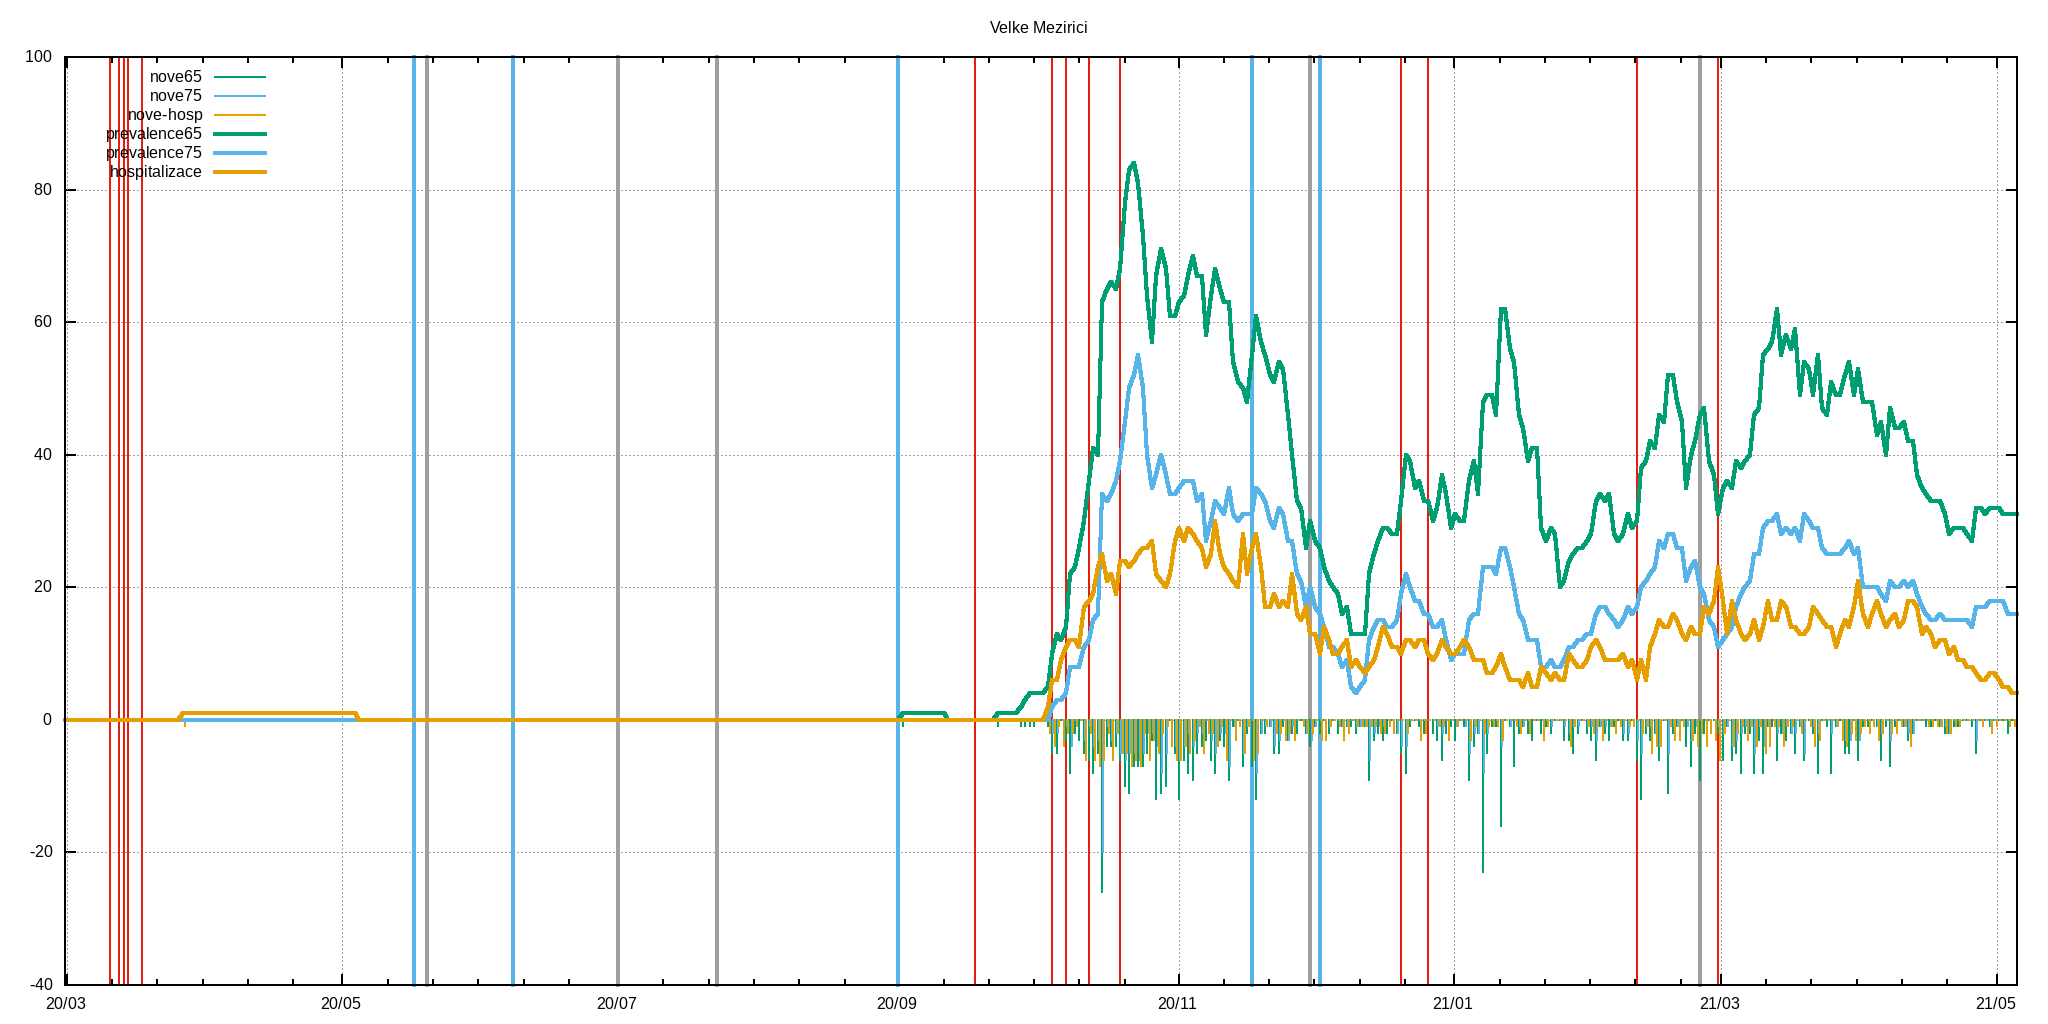 Velke Mezirici
100
80
60
40
20
0
-20
-40
nove65
nove75
nove-hosp
prevalence65
prevalence75
hospitalizace
20/03 20/05 20/07 20/09 20/11 21/01 21/03 21/05